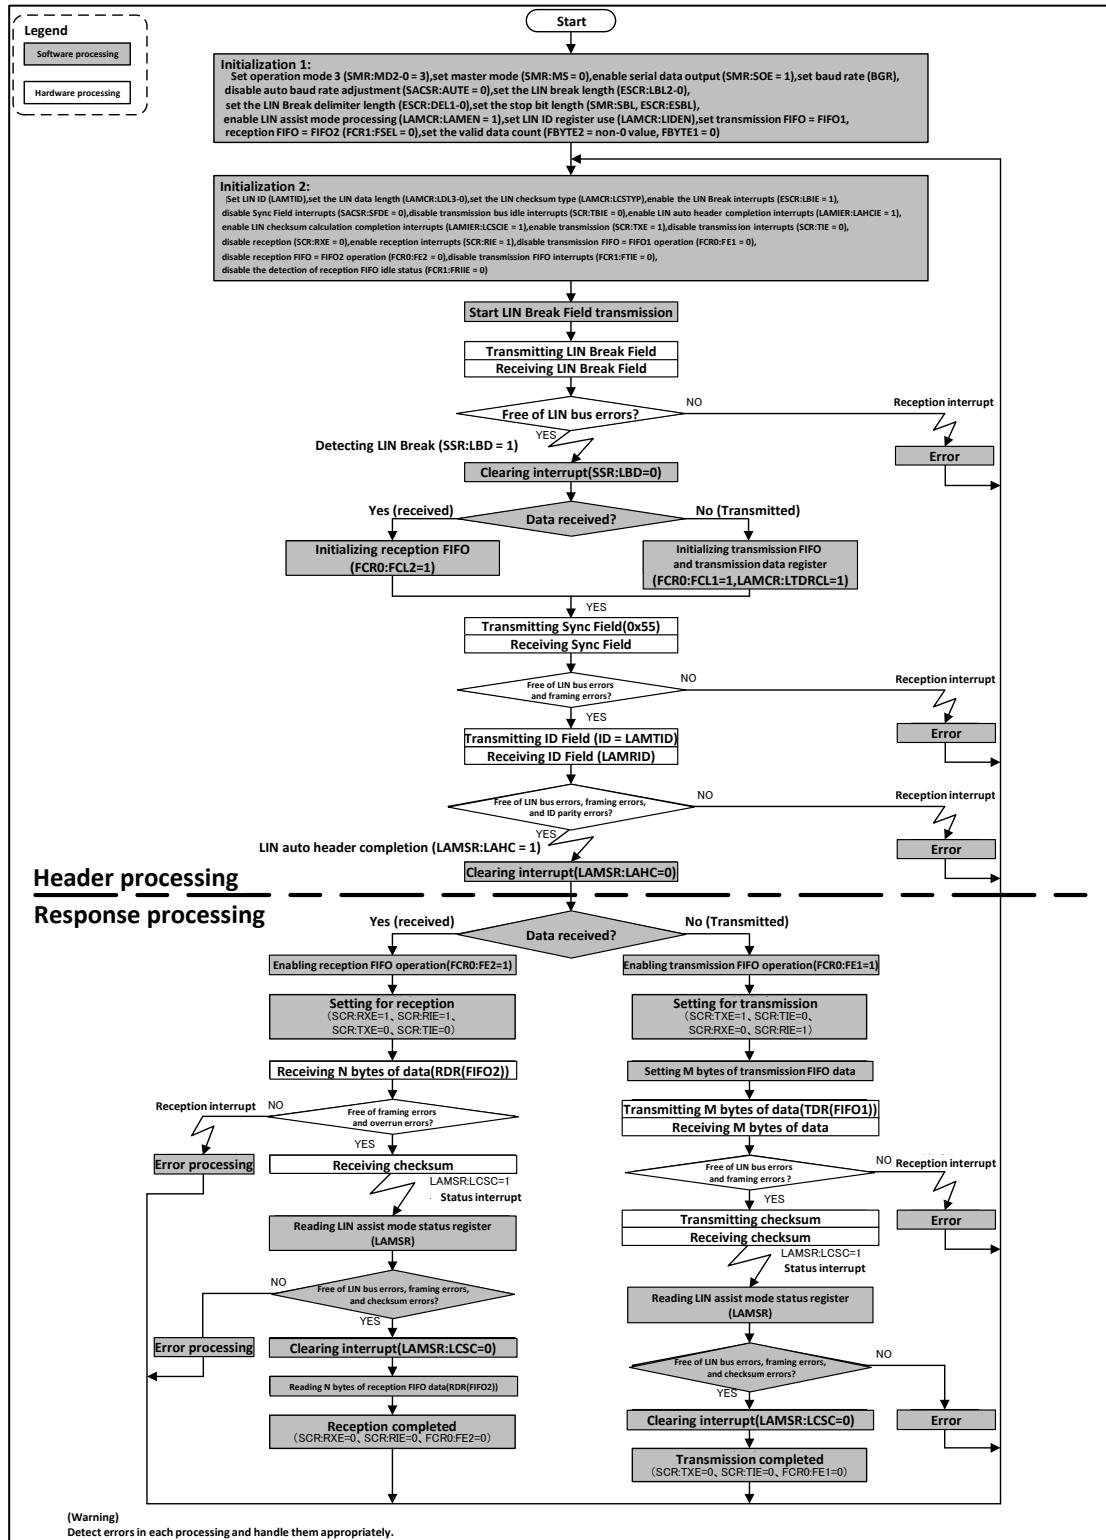 Start
Legend
Software processing
Hardware processing
Initialization 1:
Set operation mode 3 (SMR:MD2-0 = 3),set master mode (SMR:MS = 0),enable serial data output (SMR:SOE = 1),set baud rate (BGR),
disable auto baud rate adjustment (SACSR:AUTE = 0),set the LIN break length (ESCR:LBL2-0),
set the LIN Break delimiter length (ESCR:DEL1-0),set the stop bit length (SMR:SBL, ESCR:ESBL),
enable LIN assist mode processing (LAMCR:LAMEN = 1),set LIN ID register use (LAMCR:LIDEN),set transmission FIFO = FIFO1,
reception FIFO = FIFO2 (FCR1:FSEL = 0),set the valid data count (FBYTE2 = non-0 value, FBYTE1 = 0)
Initialization 2:
Set LIN ID (LAMTID),set the LIN data length (LAMCR:LDL3-0),set the LIN checksum type (LAMCR:LCSTYP),enable the LIN Break interrupts (ESCR:LBIE = 1),
disable Sync Field interrupts (SACSR:SFDE = 0),disable transmission bus idle interrupts (SCR:TBIE = 0),enable LIN auto header completion interrupts (LAMIER:LAHCIE = 1),
enable LIN checksum calculation completion interrupts (LAMIER:LCSCIE = 1),enable transmission (SCR:TXE = 1),disable transmission interrupts (SCR:TIE = 0),
disable reception (SCR:RXE = 0),enable reception interrupts (SCR:RIE = 1),disable transmission FIFO = FIFO1 operation (FCR0:FE1 = 0),
disable reception FIFO = FIFO2 operation (FCR0:FE2 = 0),disable transmission FIFO interrupts (FCR1:FTIE = 0),
disable the detection of reception FIFO idle status (FCR1:FRIIE = 0)
Start LIN Break Field transmission
Transmitting LIN Break Field
Receiving LIN Break Field
Free of LIN bus errors?
NO
Reception interrupt
YES
Detecting LIN Break (SSR:LBD = 1)
Error
Clearing interrupt(SSR:LBD=0)
Yes (received)
No (Transmitted)
Data received?
Initializing reception FIFO
(FCR0:FCL2=1)
Initializing transmission FIFO
and transmission data register
(FCR0:FCL1=1,LAMCR:LTDRCL=1)
YES
Transmitting Sync Field(0x55)
Receiving Sync Field
Free of LIN bus errors
and framing errors?
NO
Reception interrupt
YES
Error
Transmitting ID Field (ID = LAMTID)
Receiving ID Field (LAMRID)
Free of LIN bus errors, framing errors,
and ID parity errors?
NO
Reception interrupt
YES
LIN auto header completion (LAMSR:LAHC = 1)
Error
Clearing interrupt(LAMSR:LAHC=0)
Header processing
Response processing
Yes (received)
No (Transmitted)
Data received?
Enabling reception FIFO operation(FCR0:FE2=1)
Enabling transmission FIFO operation(FCR0:FE1=1)
Setting for reception
(SCR:RXE=1、SCR:RIE=1、
SCR:TXE=0、SCR:TIE=0)
Setting for transmission
(SCR:TXE=1、SCR:TIE=0、
SCR:RXE=0、SCR:RIE=1)
Receiving N bytes of data(RDR(FIFO2))
Setting M bytes of transmission FIFO data
Reception interrupt
NO
Free of framing errors
and overrun errors?
Transmitting M bytes of data(TDR(FIFO1))
Receiving M bytes of data
YES
Error processing
Receiving checksum
LAMSR:LCSC=1
Status interrupt
Free of LIN bus errors
and framing errors ?
NO
Reception interrupt
YES
Transmitting checksum
Receiving checksum
Error
LAMSR:LCSC=1
Status interrupt
Reading LIN assist mode status register
(LAMSR)
NO
Free of LIN bus errors, framing errors,
and checksum errors?
Reading LIN assist mode status register
(LAMSR)
YES
Error processing
Clearing interrupt(LAMSR:LCSC=0)
Free of LIN bus errors, framing errors,
and checksum errors?
NO
Reading N bytes of reception FIFO data(RDR(FIFO2))
YES
Reception completed
(SCR:RXE=0、SCR:RIE=0、FCR0:FE2=0)
Clearing interrupt(LAMSR:LCSC=0)
Error
Transmission completed
(SCR:TXE=0、SCR:TIE=0、FCR0:FE1=0)
(Warning)
Detect errors in each processing and handle them appropriately.